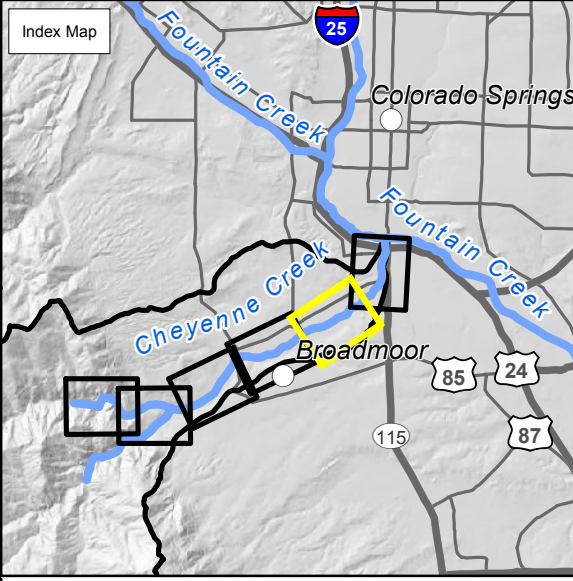 Index Map
25
Fountain Creek
Colorado Springs
Fountain Creek
Cheyenne Creek
Broadmoor
85
24
115
87